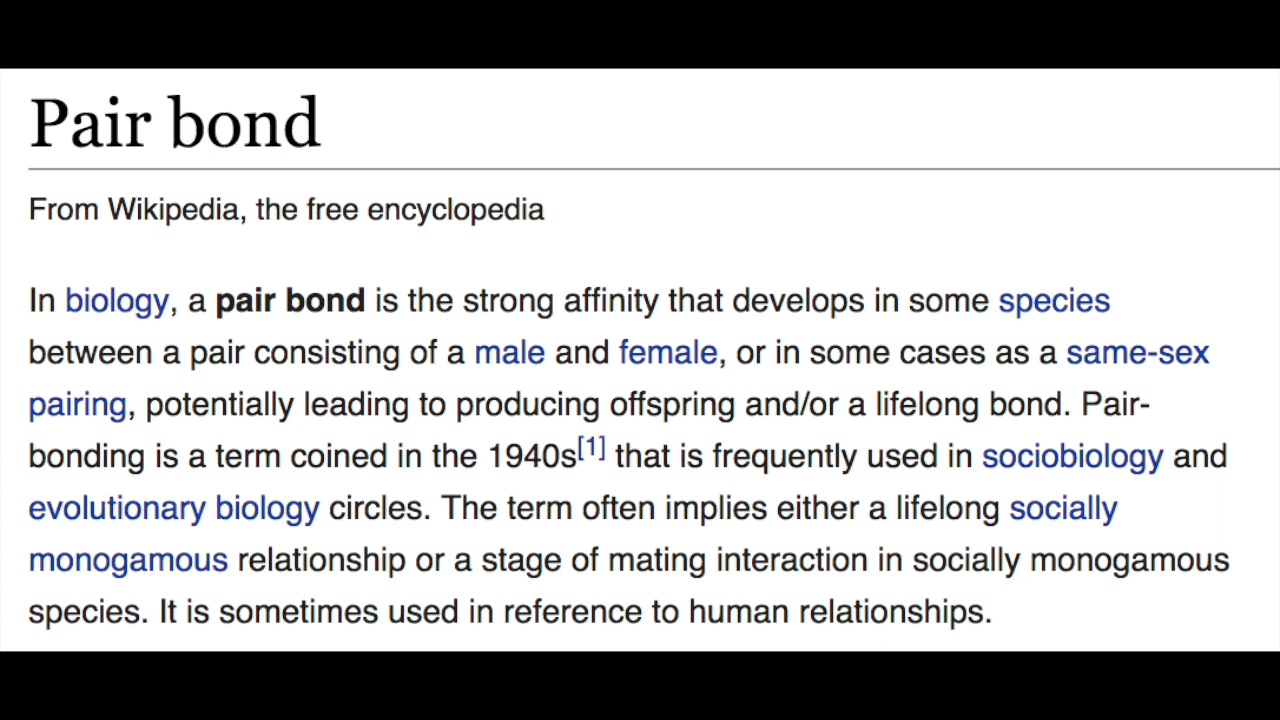 Pair bond
From Wikipedia, the free encyclopedia
In biology, a pair bond is the strong affinity that develops in some species
between a pair consisting of a male and female, or in some cases as a same-sex
pairing, potentially leading to producing offspring and/or a lifelong bond. Pair-
bonding is a term coined in the 1940s[1] that is frequently used in sociobiology and
evolutionary biology circles. The term often implies either a lifelong socially
monogamous relationship or a stage of mating interaction in socially monogamous
species. It is sometimes used in reference to human relationships.